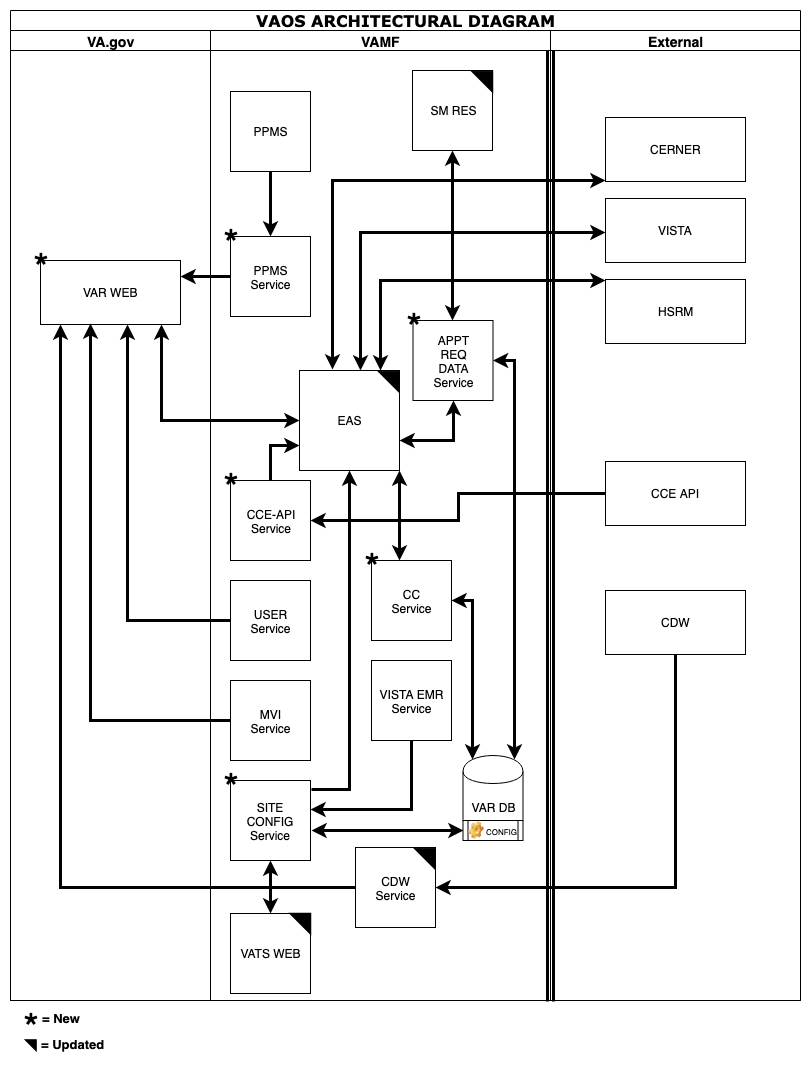 VAOS ARCHITECTURAL DIAGRAM
VA.gov
VAMF
External
SM RES
PPMS
CERNER
VISTA
PPMS
Service
VAR WEB
HSRM
APPT
REQ
DATA
Service
EAS
CCE API
CCE-API
Service
CC
Service
USER
Service
CDW
VISTA EMR
Service
MVI
Service
SITE
CONFIG
Service
VAR DB
CONFIG
CDW
Service
VATS WEB
* = New
= Updated